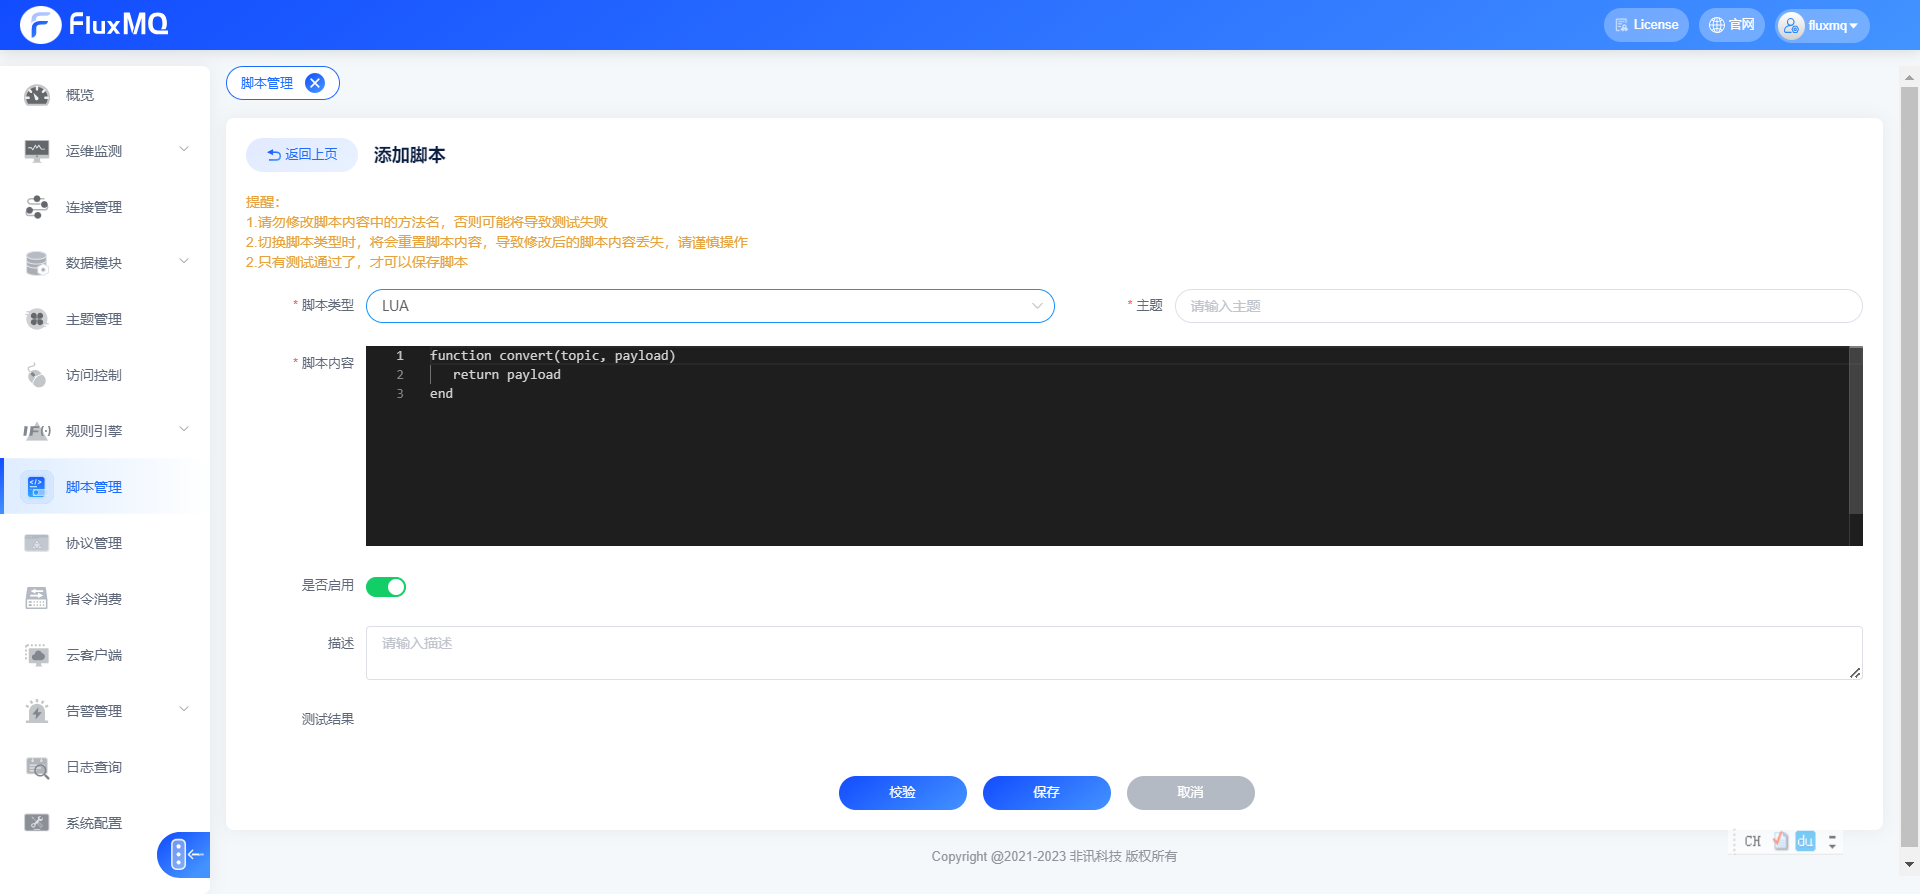 FluxMQ
License
官网
fluxmq
概览
运维监测
连接管理
数据模块
主题管理
访问控制
规则引擎
脚本管理
协议管理
指令消费
云客户端
告警管理
日志查询
系统配置
脚本管理
返回上页
添加脚本
提醒：
1.请勿修改脚本内容中的方法名，否则可能将导致测试失败
2.切换脚本类型时，将会重置脚本内容，导致修改后的脚本内容丢失，请谨慎操作
2.只有测试通过了，才可以保存脚本
* 脚本类型
LUA
* 主题
请输入主题
* 脚本内容
1 function convert(topic, payload)
2 return payload
3 end
是否启用
描述
请输入描述
测试结果
校验
保存
取消
CH
du
Copyright @2021-2023 非讯科技 版权所有